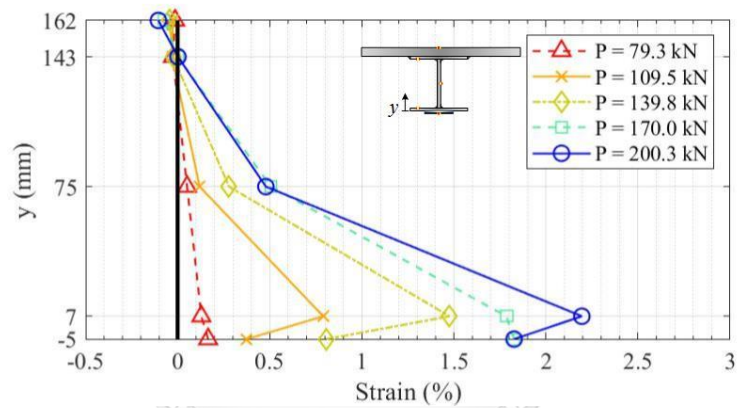 162
143
75
7
-5
y (mm)
-0.5 0 0.5 1 1.5 2 2.5 3
Strain (%)
y
P = 79.3 kN
P = 109.5 kN
P = 139.8 kN
P = 170.0 kN
P = 200.3 kN